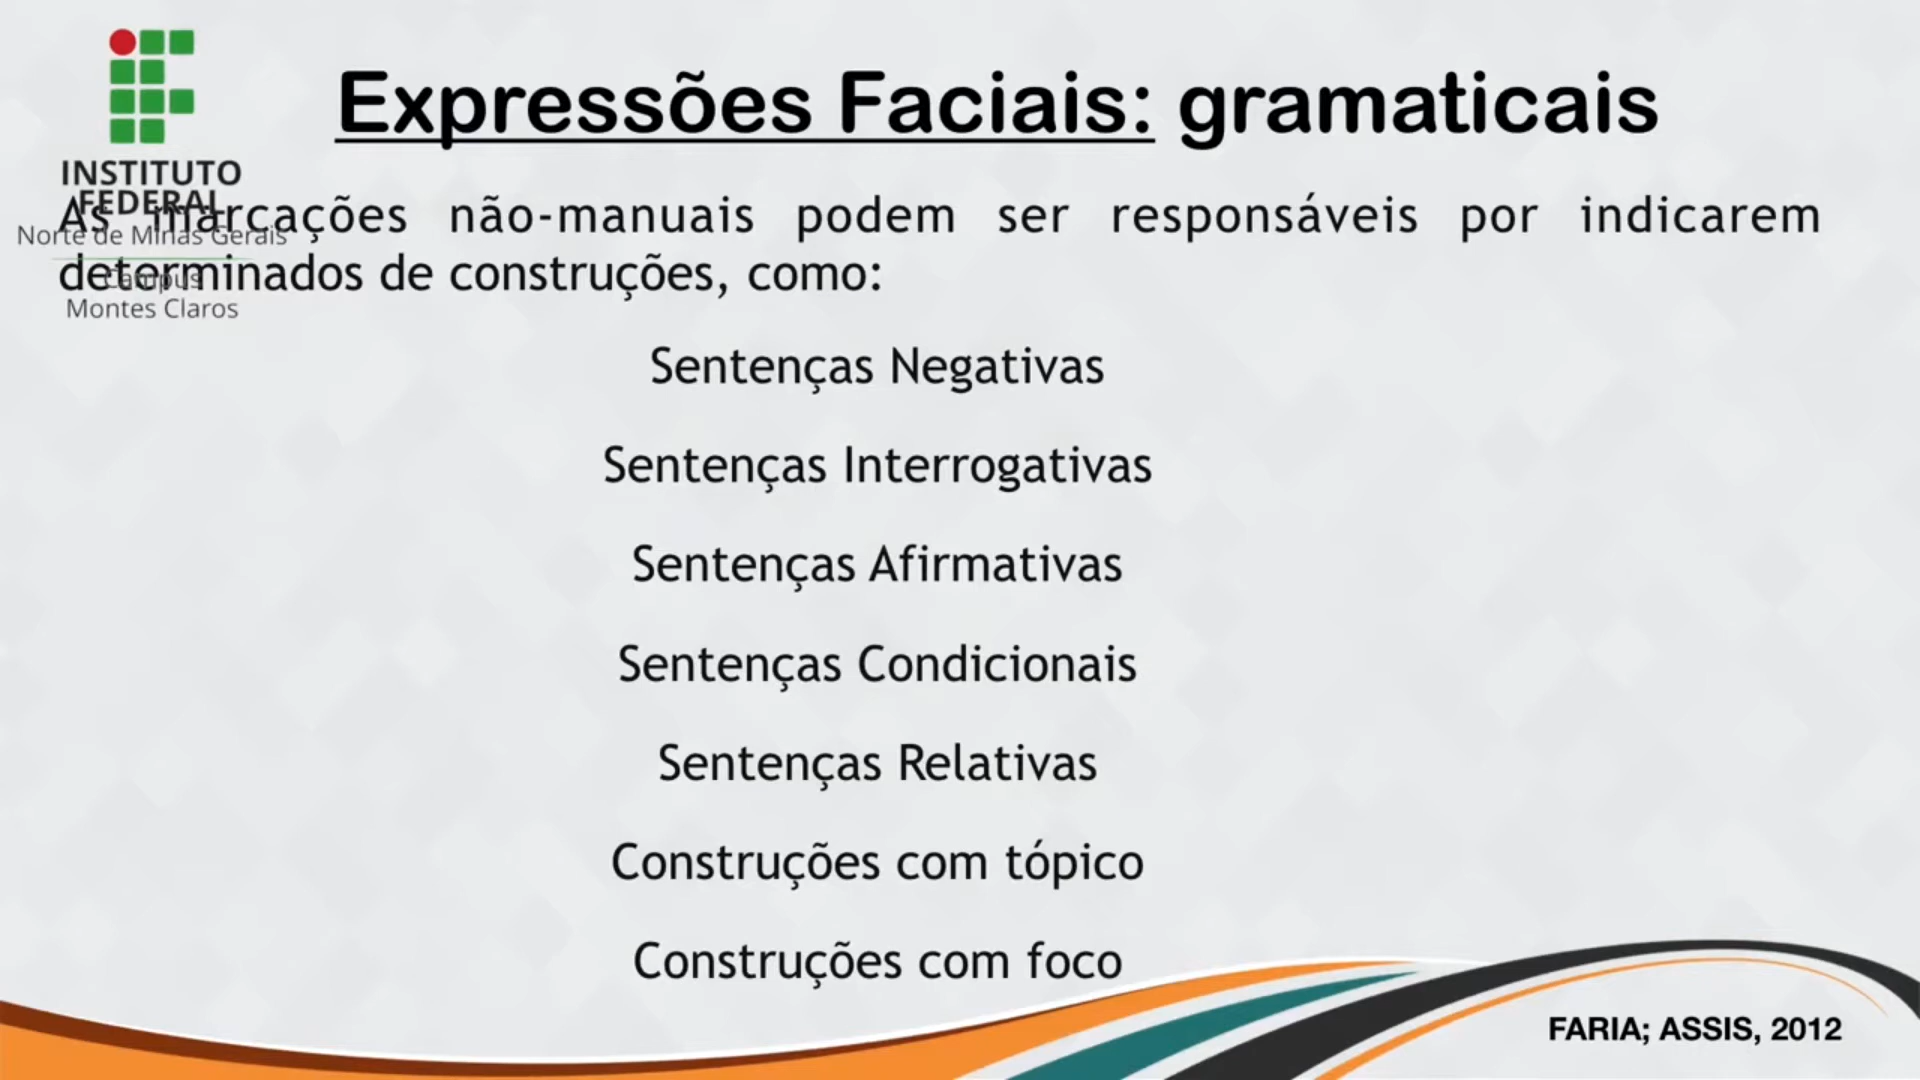 INSTITUTO
FEDERAL
Norte de Minas Gerais
Campus
Montes Claros
Expressões Faciais: gramaticais
As marcações não-manuais podem ser responsáveis por indicarem
determinados de construções, como:
Sentenças Negativas
Sentenças Interrogativas
Sentenças Afirmativas
Sentenças Condicionais
Sentenças Relativas
Construções com tópico
Construções com foco
FARIA; ASSIS, 2012